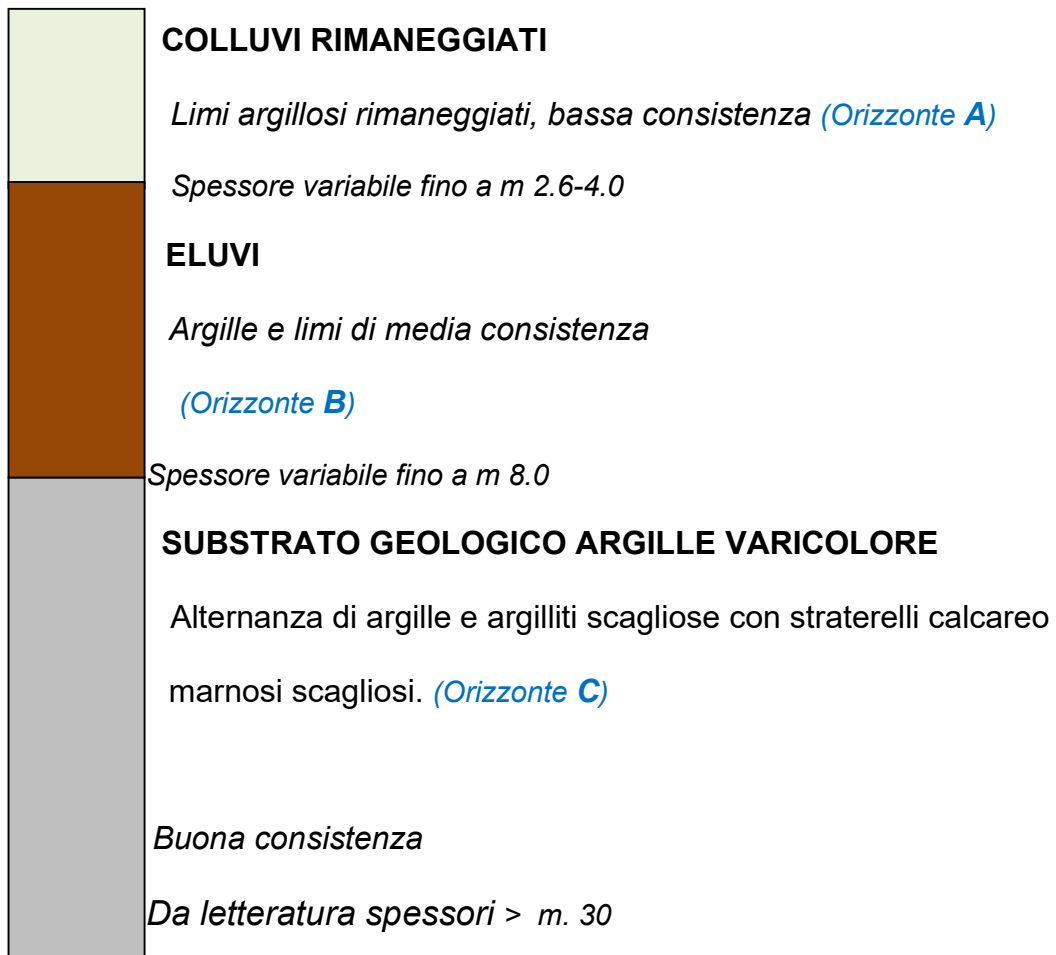 COLLUVI RIMANEGGIATI
Limi argillosi rimaneggiati, bassa consistenza (Orizzonte A)
Spessore variabile fino a m 2.6-4.0
ELUVI
Argille e limi di media consistenza
(Orizzonte B)
Spessore variabile fino a m 8.0
SUBSTRATO GEOLOGICO ARGILLE VARICOLORE
Alternanza di argille e argilliti scagliose con straterelli calcareo
marnosi scagliosi. (Orizzonte C)
Buona consistenza
Da letteratura spessori > m. 30